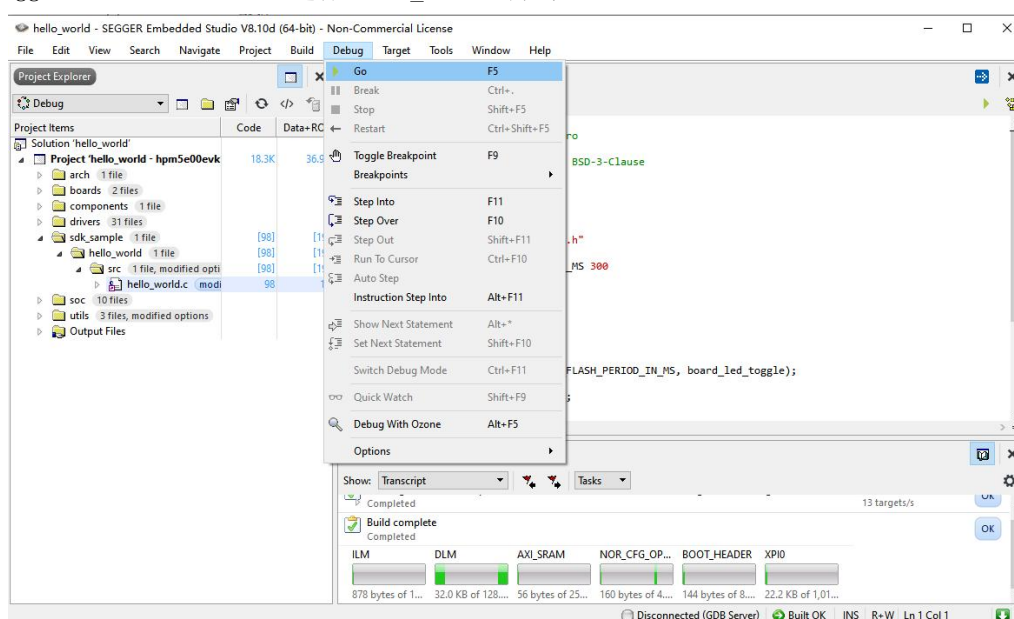 hello_world - SEGGER Embedded Studio V8.10d (64-bit) - Non-Commercial License
File Edit View Search Navigate Project Build Debug Target Tools Window Help
Project Explorer
Debug
Project Items Code Data+RC
Solution 'hello_world'
Project 'hello_world - hpm5e00evk 18.3K 36.9
arch 1 file
boards 2 files
components 1 file
drivers 31 files
sdk_sample 1 file [98]
hello_world 1 file [98]
src 1 file, modified opti [98]
hello_world.c modi 98
soc 10 files
utils 3 files, modified options
Output Files
Go F5
Break Ctrl+.
Stop Shift+F5
Restart Ctrl+Shift+F5
Toggle Breakpoint F9
Breakpoints
Step Into F11
Step Over F10
Step Out Shift+F11
Run To Cursor Ctrl+F10
Auto Step
Instruction Step Into Alt+F11
Show Next Statement Alt+*
Set Next Statement Shift+F10
Switch Debug Mode Ctrl+F11
Quick Watch Shift+F9
Debug With Ozone Alt+F5
Options
ro
BSD-3-Clause
.h"
_MS 300
FLASH_PERIOD_IN_MS, board_led_toggle);
;
Show: Transcript Tasks
Completed 13 targets/s OK
Build complete
Completed OK
ILM DLM AXI_SRAM NOR_CFG_OP... BOOT_HEADER XPI0
878 bytes of 1... 32.0 KB of 128.... 56 bytes of 25... 160 bytes of 4.... 144 bytes of 8.... 22.2 KB of 1,01...
Disconnected (GDB Server) Built OK INS R+W Ln 1 Col 1